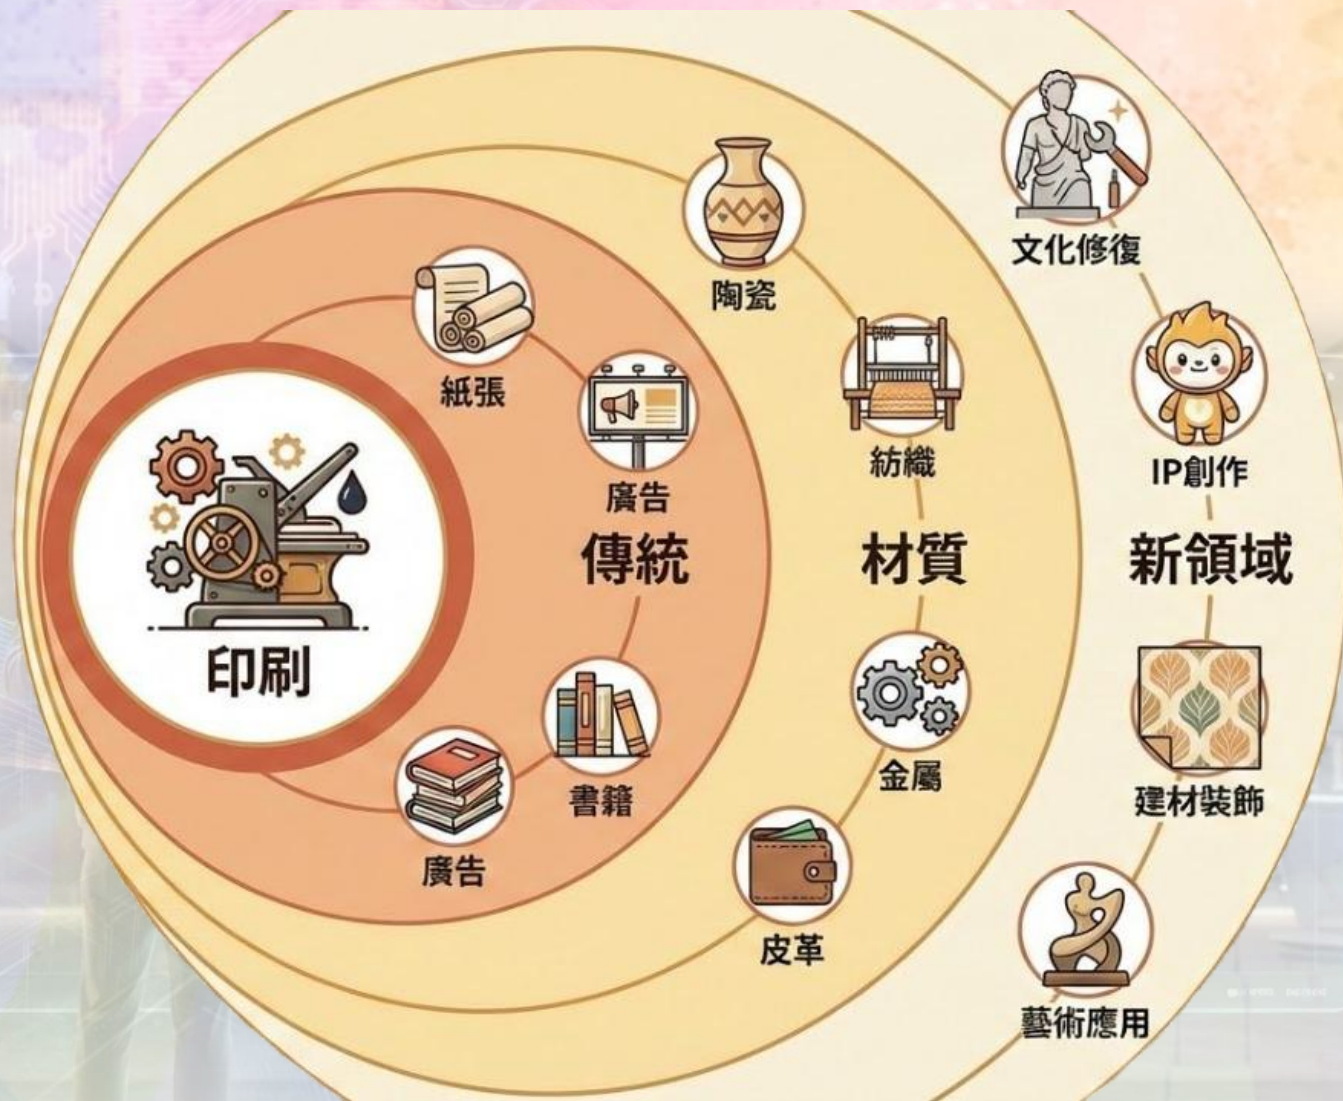 文化修復
陶瓷
紙張
紡織
IP創作
廣告
傳統
材質
新領域
印刷
金屬
書籍
建材裝飾
廣告
皮革
藝術應用